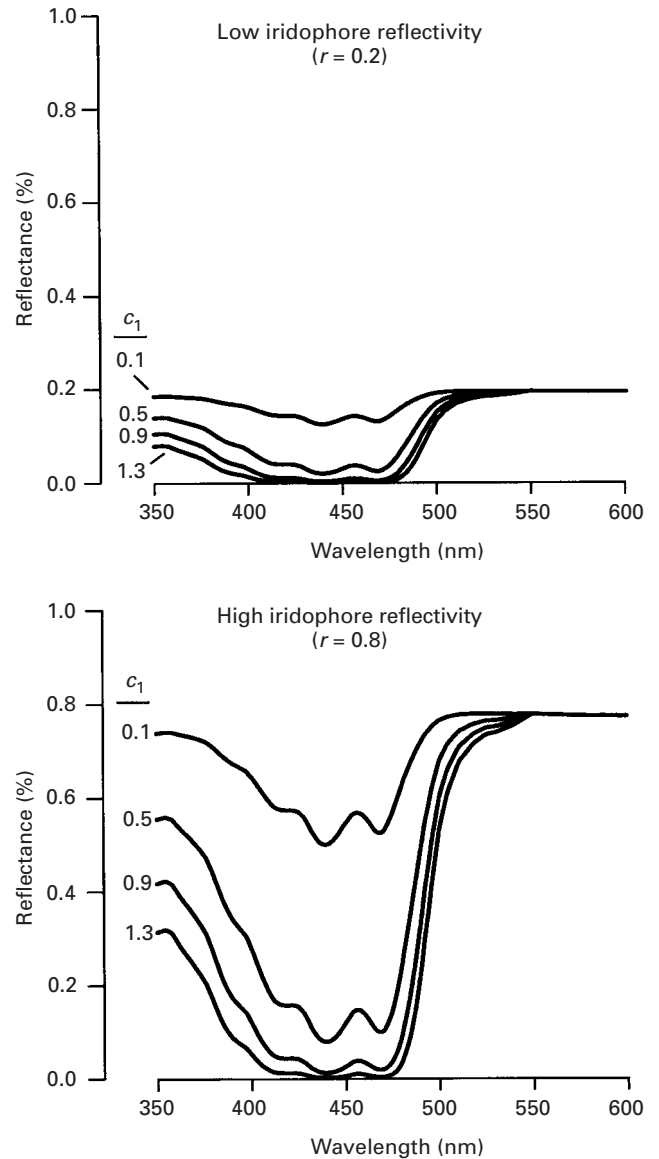 Low iridophore reflectivity
(r = 0.2)
1.0
0.8
0.6
0.4
0.2
0.0
Reflectance (%)
c1
0.1
0.5
0.9
1.3
350 400 450 500 550 600
Wavelength (nm)
High iridophore reflectivity
(r = 0.8)
1.0
0.8
0.6
0.4
0.2
0.0
Reflectance (%)
c1
0.1
0.5
0.9
1.3
350 400 450 500 550 600
Wavelength (nm)